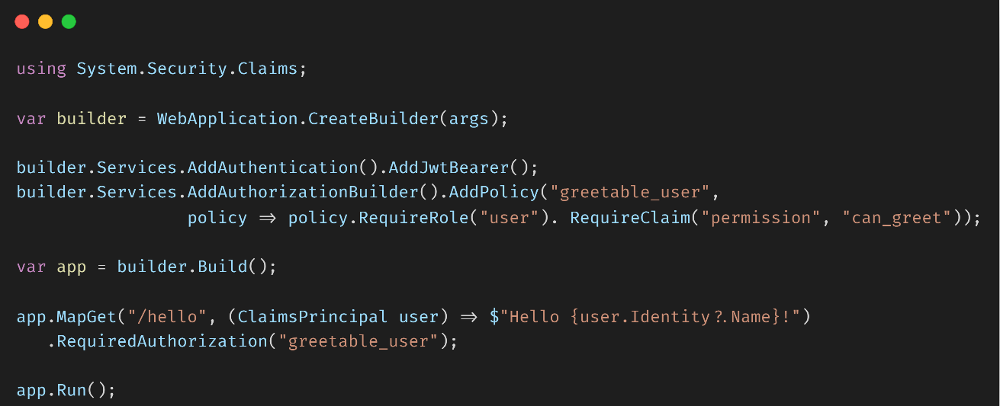 using System.Security.Claims;
var builder = WebApplication.CreateBuilder(args);
builder.Services.AddAuthentication().AddJwtBearer();
builder.Services.AddAuthorizationBuilder().AddPolicy("greetable_user",
policy => policy.RequireRole("user"). RequireClaim("permission", "can_greet"));
var app = builder.Build();
app.MapGet("/hello", (ClaimsPrincipal user) => $"Hello {user.Identity?.Name}!")
.RequiredAuthorization("greetable_user");
app.Run();